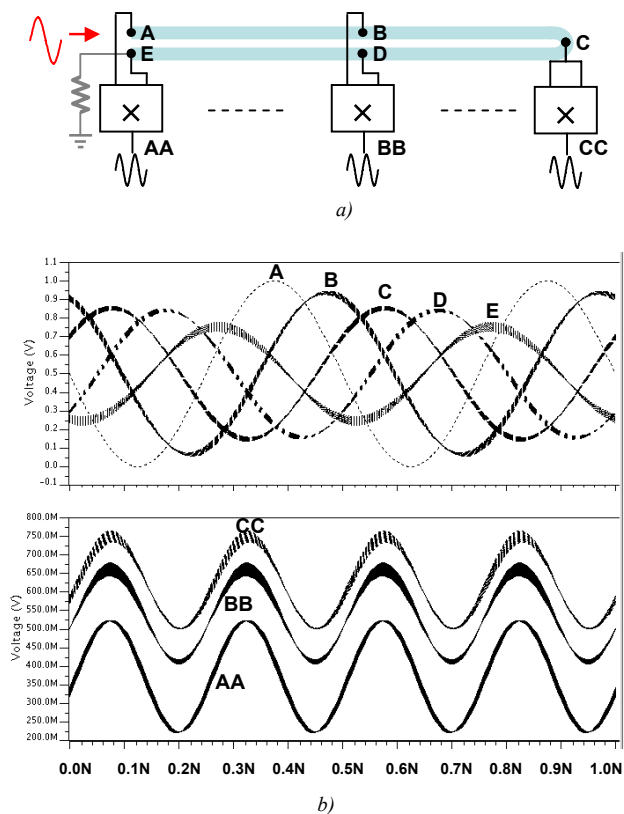 A
B
C
E
D
AA
BB
CC
a)
1.1
1.0
0.9
0.8
0.7
0.6
0.5
0.4
0.3
0.2
0.1
0.0
−0.1
Voltage (V)
A
B
C
D
E
800.0M
750.0M
700.0M
650.0M
600.0M
550.0M
500.0M
450.0M
400.0M
350.0M
300.0M
250.0M
200.0M
Voltage (V)
CC
BB
AA
0.0N 0.1N 0.2N 0.3N 0.4N 0.5N 0.6N 0.7N 0.8N 0.9N 1.0N
b)